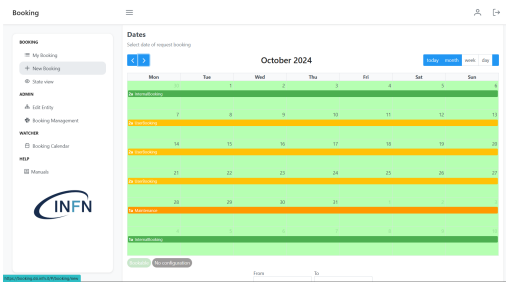 Booking
BOOKING
My Booking
New Booking
State view
ADMIN
Edit Entity
Booking Management
WATCHER
Booking Calendar
HELP
Manuals
INFN
Dates
Select date of request booking
October 2024
today month week day
Mon Tue Wed Thu Fri Sat Sun
1 2 3 4 5 6
7 8 9 10 11 12 13
14 15 16 17 18 19 20
21 22 23 24 25 26 27
28 29 30 31
No configuration
From To